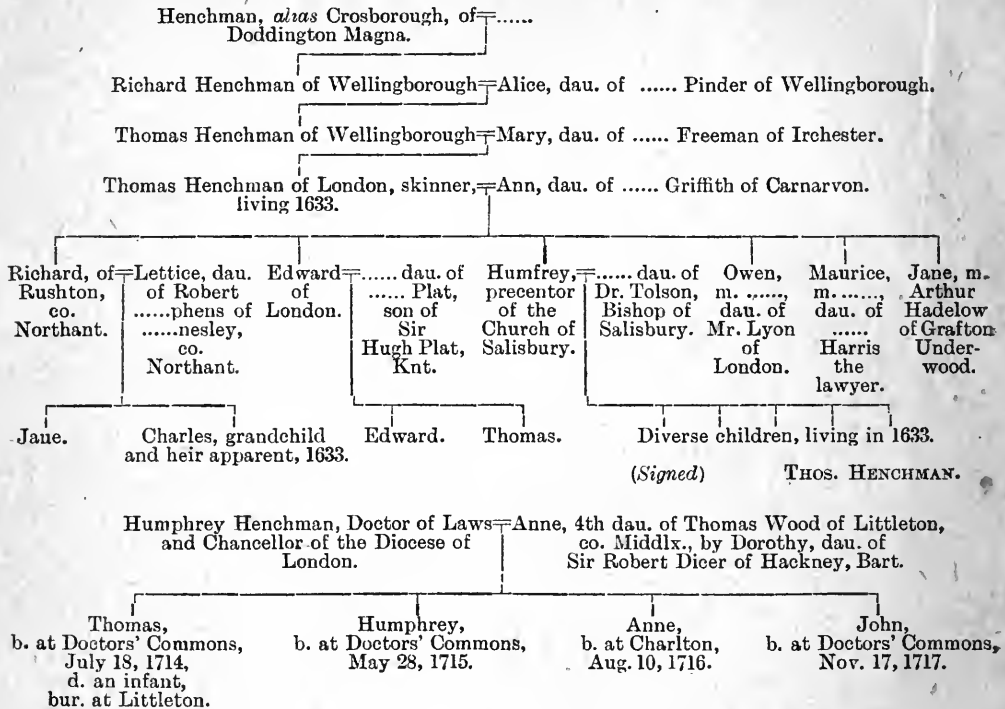 Henchman, alias Crosborough, of=......
Doddington Magna.
Richard Henchman of Wellingborough=Alice, dau. of ...... Pinder of Wellingborough.
Thomas Henchman of Wellingborough=Mary, dau. of ...... Freeman of Irchester.
Thomas Henchman of London, skinner,=Ann, dau. of ...... Griffith of Carnarvon.
living 1633.
Richard, of=Lettice, dau.
Rushton, of Robert
co. ......phens of
Northant. ......nesley,
co.
Northant.
Edward=...... dau. of
of ...... Plat,
London. son of
Sir
Hugh Plat,
Knt.
Humfrey,=...... dau. of
precentor Dr. Tolson,
of the Bishop of
Church of Salisbury.
Salisbury.
Owen,
m. ......,
dau. of
Mr. Lyon
of
London.
Maurice,
m. ......,
dau. of
......
Harris
the
lawyer.
Jane, m.
Arthur
Hadelow
of Grafton
Under-
wood.
Jane.
Charles, grandchild
and heir apparent, 1633.
Edward.
Thomas.
Diverse children, living in 1633.
(Signed) THOS. HENCHMAN.
Humphrey Henchman, Doctor of Laws=Anne, 4th dau. of Thomas Wood of Littleton,
and Chancellor of the Diocese of co. Middlx., by Dorothy, dau. of
London. Sir Robert Dicer of Hackney, Bart.
Thomas,
b. at Doctors' Commons,
July 18, 1714,
d. an infant,
bur. at Littleton.
Humphrey,
b. at Doctors' Commons,
May 28, 1715.
Anne,
b. at Charlton,
Aug. 10, 1716.
John,
b. at Doctors' Commons,
Nov. 17, 1717.